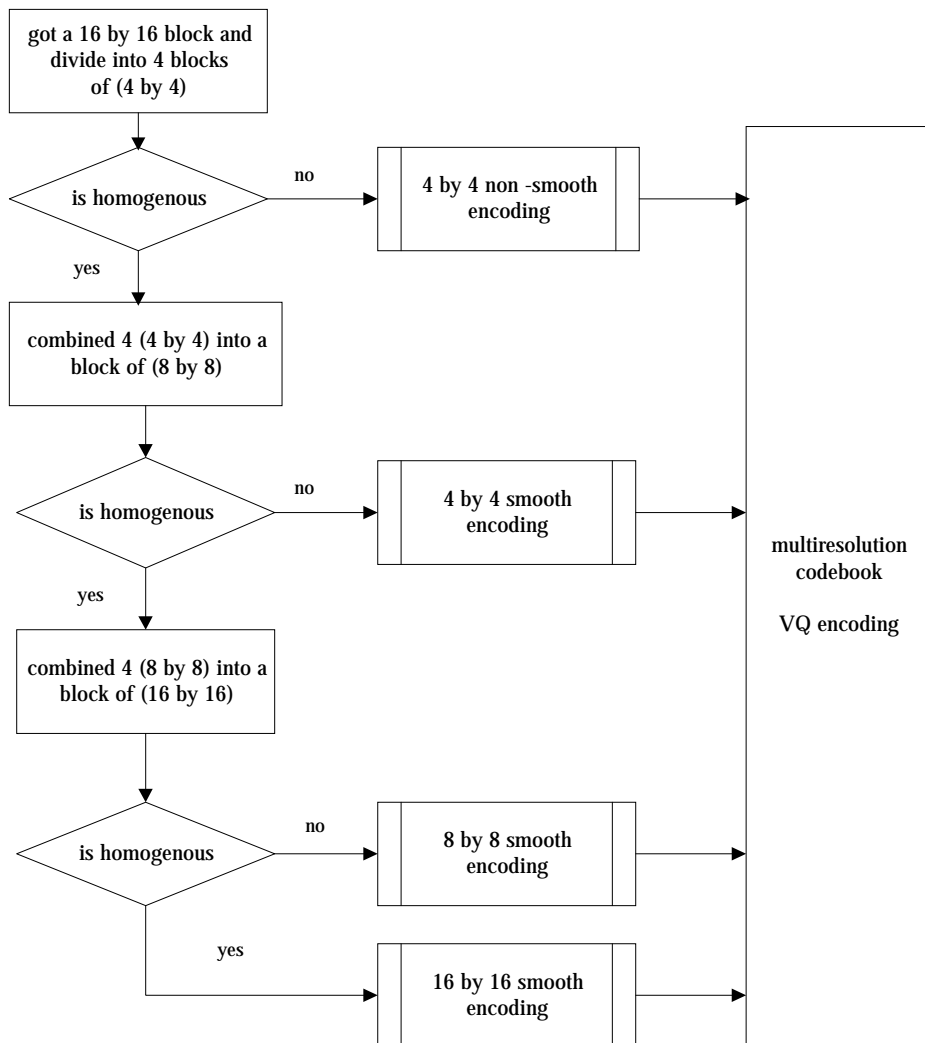 got a 16 by 16 block and
divide into 4 blocks
of (4 by 4)
is homogenous
no
4 by 4 non -smooth
encoding
yes
combined 4 (4 by 4) into a
block of (8 by 8)
is homogenous
no
4 by 4 smooth
encoding
multiresolution
codebook
VQ encoding
yes
combined 4 (8 by 8) into a
block of (16 by 16)
is homogenous
no
8 by 8 smooth
encoding
yes
16 by 16 smooth
encoding